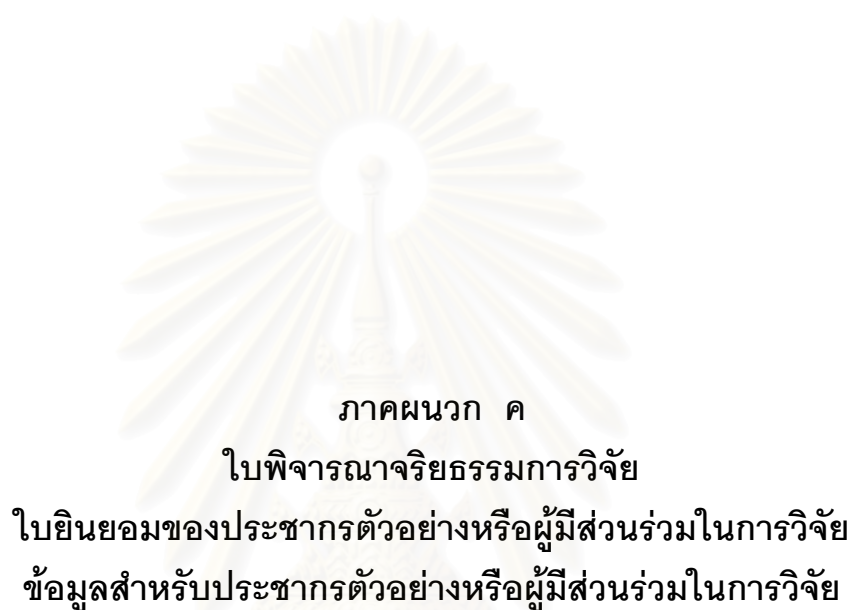 ภาคผนวก ค
ใบพิจารณาจริยธรรมการวิจัย
ใบยินยอมของประชากรตัวอย่างหรือผู้มีส่วนร่วมในการวิจัย
ข้อมูลสำหรับประชากรตัวอย่างหรือผู้มีส่วนร่วมในการวิจัย